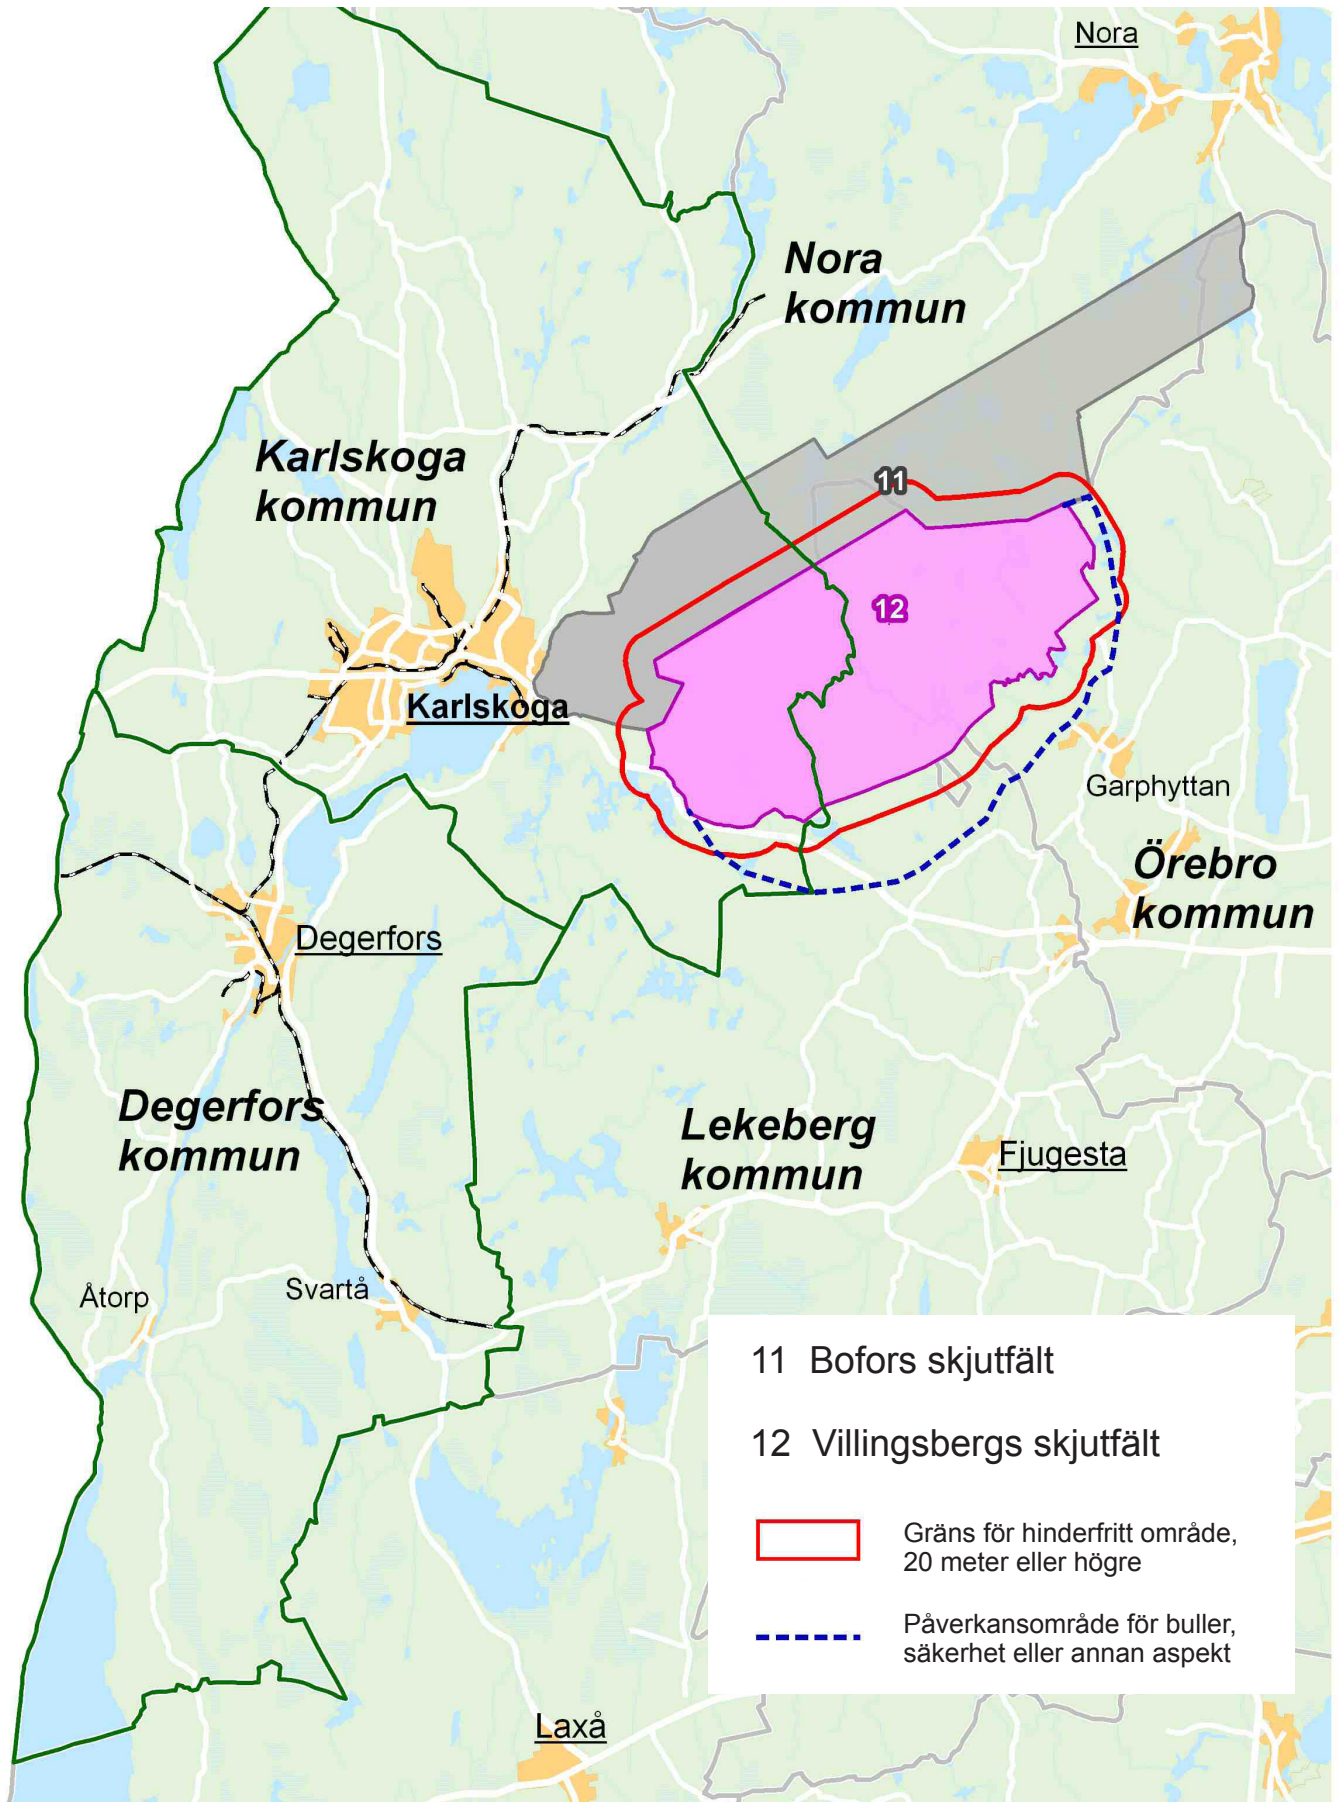 Nora
Nora
kommun
Karlskoga
kommun
11
12
Karlskoga
Garphyttan
Örebro
kommun
Degerfors
Degerfors
kommun
Lekeberg
kommun
Fjugesta
Svartå
Åtorp
11 Bofors skjutfält
12 Villingsbergs skjutfält
Gräns för hinderfritt område,
20 meter eller högre
Påverkansområde för buller,
säkerhet eller annan aspekt
Laxå